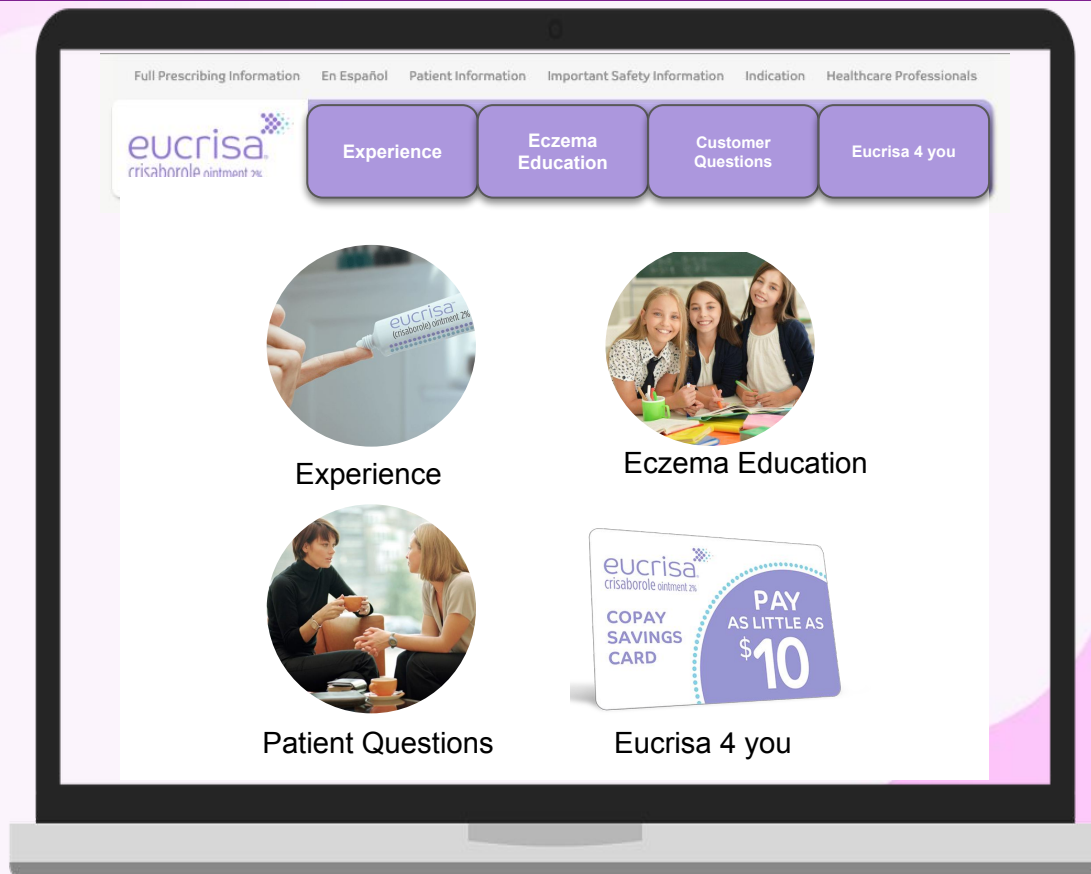 Full Prescribing Information En Español Patient Information Important Safety Information Indication Healthcare Professionals
eucrisa
crisaborole ointment 2%
Experience
Eczema
Education
Customer
Questions
Eucrisa 4 you
eucrisa
(crisaborole) ointment 2%
Experience
Eczema Education
eucrisa
crisaborole ointment 2%
COPAY
SAVINGS
CARD
PAY
AS LITTLE AS
$10
Patient Questions
Eucrisa 4 you